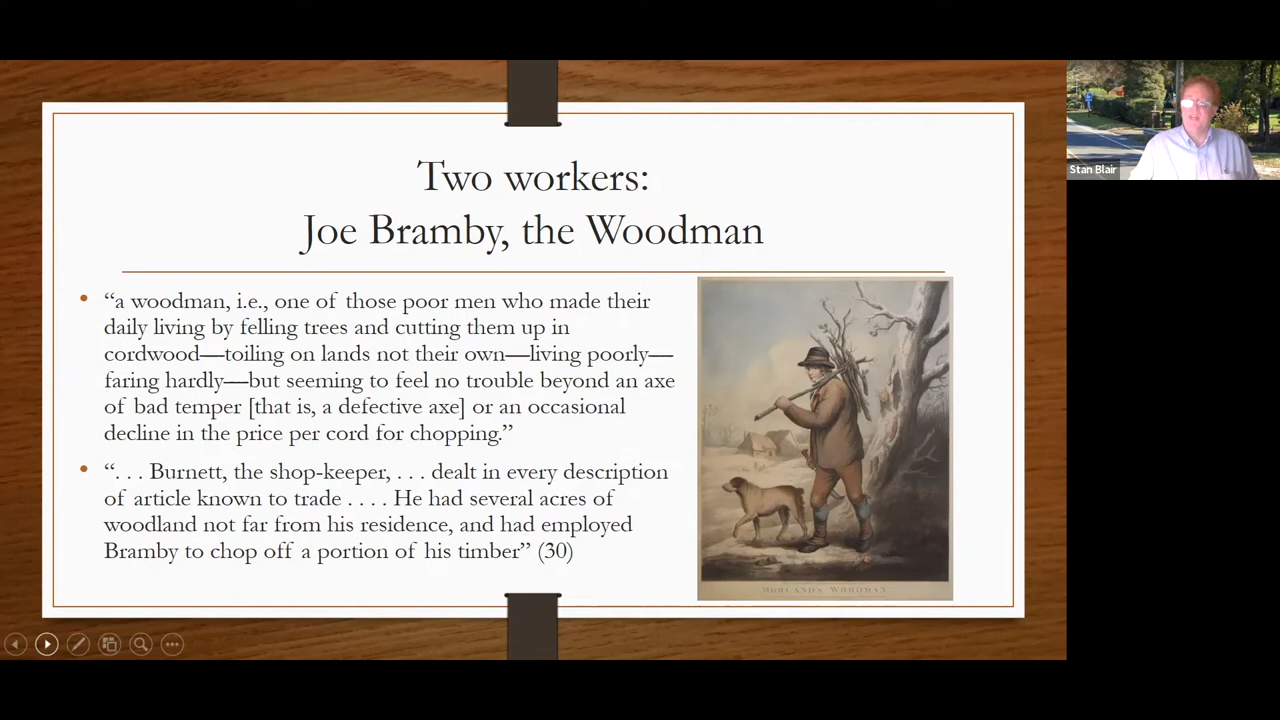 Two workers:
Joe Bramby, the Woodman
• “a woodman, i.e., one of those poor men who made their
daily living by felling trees and cutting them up in
cordwood—toiling on lands not their own—living poorly—
faring hardly—but seeming to feel no trouble beyond an axe
of bad temper [that is, a defective axe] or an occasional
decline in the price per cord for chopping.”
• “. . . Burnett, the shop-keeper, . . . dealt in every description
of article known to trade . . . . He had several acres of
woodland not far from his residence, and had employed
Bramby to chop off a portion of his timber” (30)
MORLAND'S WOODMAN
Stan Blair